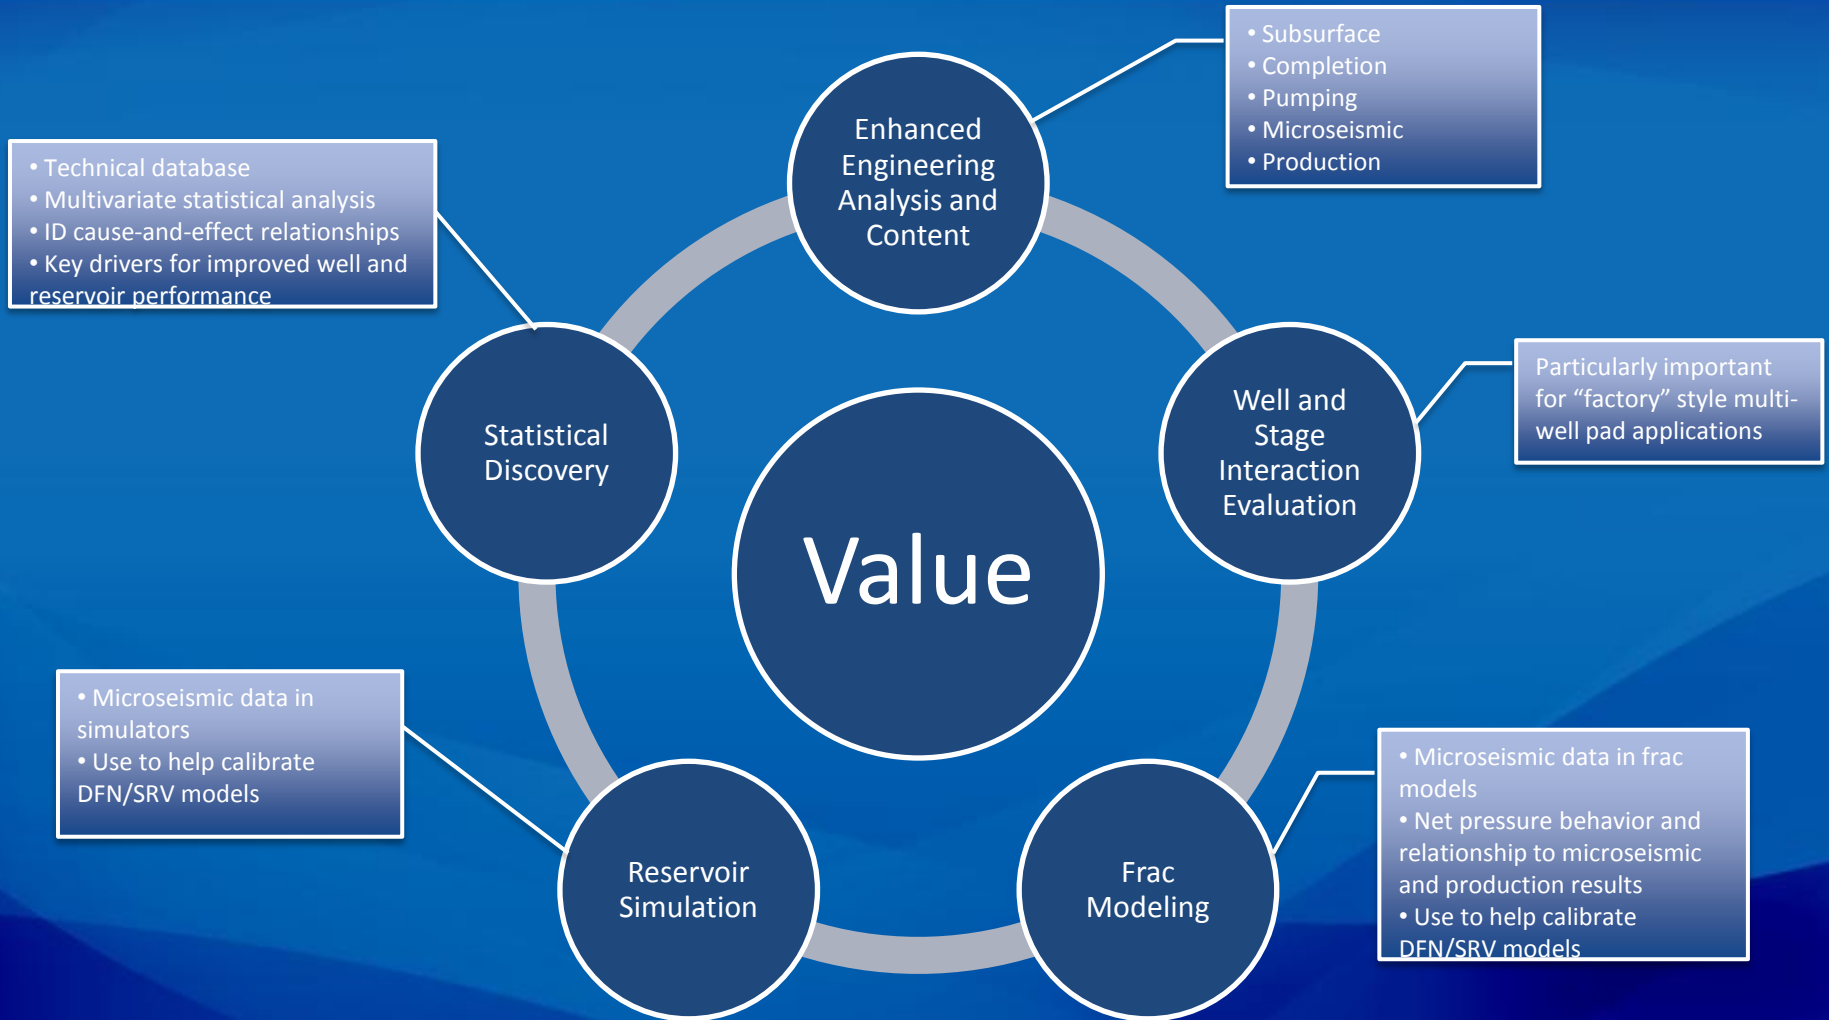 • Subsurface
• Completion
• Pumping
• Microseismic
• Production
Enhanced
Engineering
Analysis and
Content
• Technical database
• Multivariate statistical analysis
• ID cause-and-effect relationships
• Key drivers for improved well and
reservoir performance
Particularly important
for “factory” style multi-
well pad applications
Well and
Stage
Interaction
Evaluation
Statistical
Discovery
Value
• Microseismic data in
simulators
• Use to help calibrate
DFN/SRV models
• Microseismic data in frac
models
• Net pressure behavior and
relationship to microseismic
and production results
• Use to help calibrate
DFN/SRV models
Reservoir
Simulation
Frac
Modeling